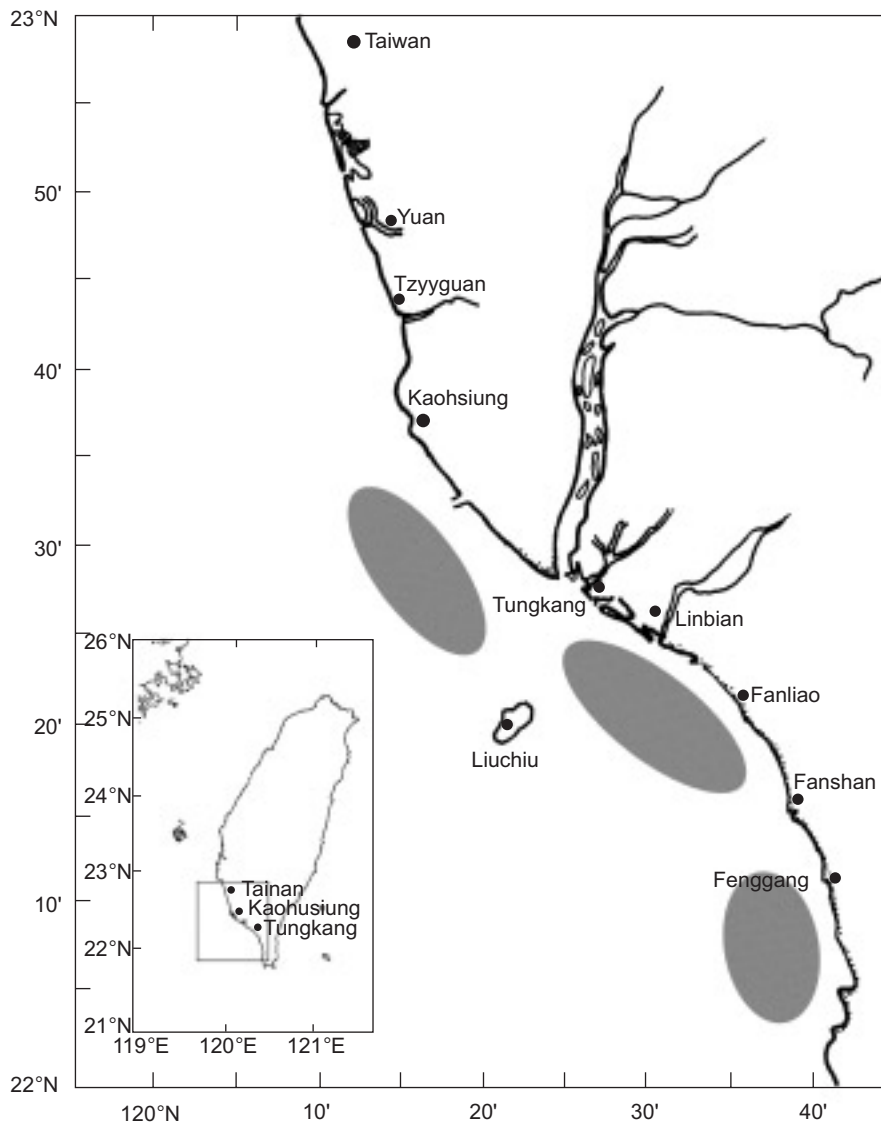 23°N
Taiwan
50'
Yuan
Tzyyguan
40'
Kaohsiung
30'
Tungkang
Linbian
Fanliao
20'
Liuchiu
Fanshan
Fenggang
10'
22°N
120°N
10'
20'
30'
40'
26°N
25°N
24°N
23°N
22°N
21°N
Tainan
Kaohusiung
Tungkang
119°E
120°E
121°E